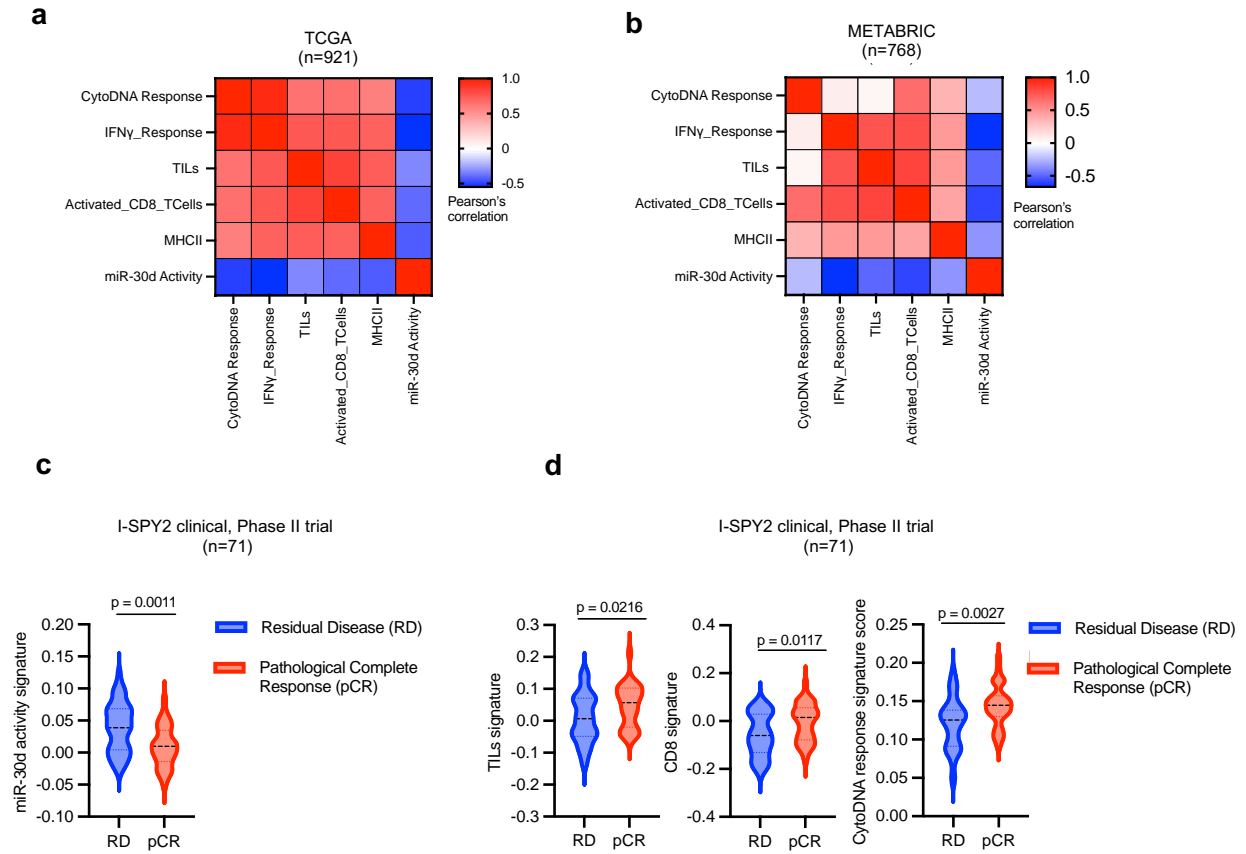 a
TCGA
(n=921)
CytoDNA Response
IFNγ_Response
TILs
Activated_CD8_TCells
MHCII
miR-30d Activity
CytoDNA Response
IFNγ_Response
TILs
Activated_CD8_TCells
MHCII
miR-30d Activity
1.0
0.5
0
-0.5
Pearson's
correlation
b
METABRIC
(n=768)
CytoDNA Response
IFNγ_Response
TILs
Activated_CD8_TCells
MHCII
miR-30d Activity
CytoDNA Response
IFNγ_Response
TILs
Activated_CD8_TCells
MHCII
miR-30d Activity
1.0
0.5
0
-0.5
Pearson's
correlation
c
I-SPY2 clinical, Phase II trial
(n=71)
p = 0.0011
miR-30d activity signature
0.20
0.15
0.10
0.05
0.00
-0.05
-0.10
RD
pCR
Residual Disease (RD)
Pathological Complete
Response (pCR)
d
I-SPY2 clinical, Phase II trial
(n=71)
p = 0.0216
TILs signature
0.3
0.2
0.1
0.0
-0.1
-0.2
-0.3
RD
pCR
p = 0.0117
CD8 signature
0.4
0.2
0.0
-0.2
-0.4
RD
pCR
p = 0.0027
CytoDNA response signature score
0.25
0.20
0.15
0.10
0.05
0.00
RD
pCR
Residual Disease (RD)
Pathological Complete
Response (pCR)